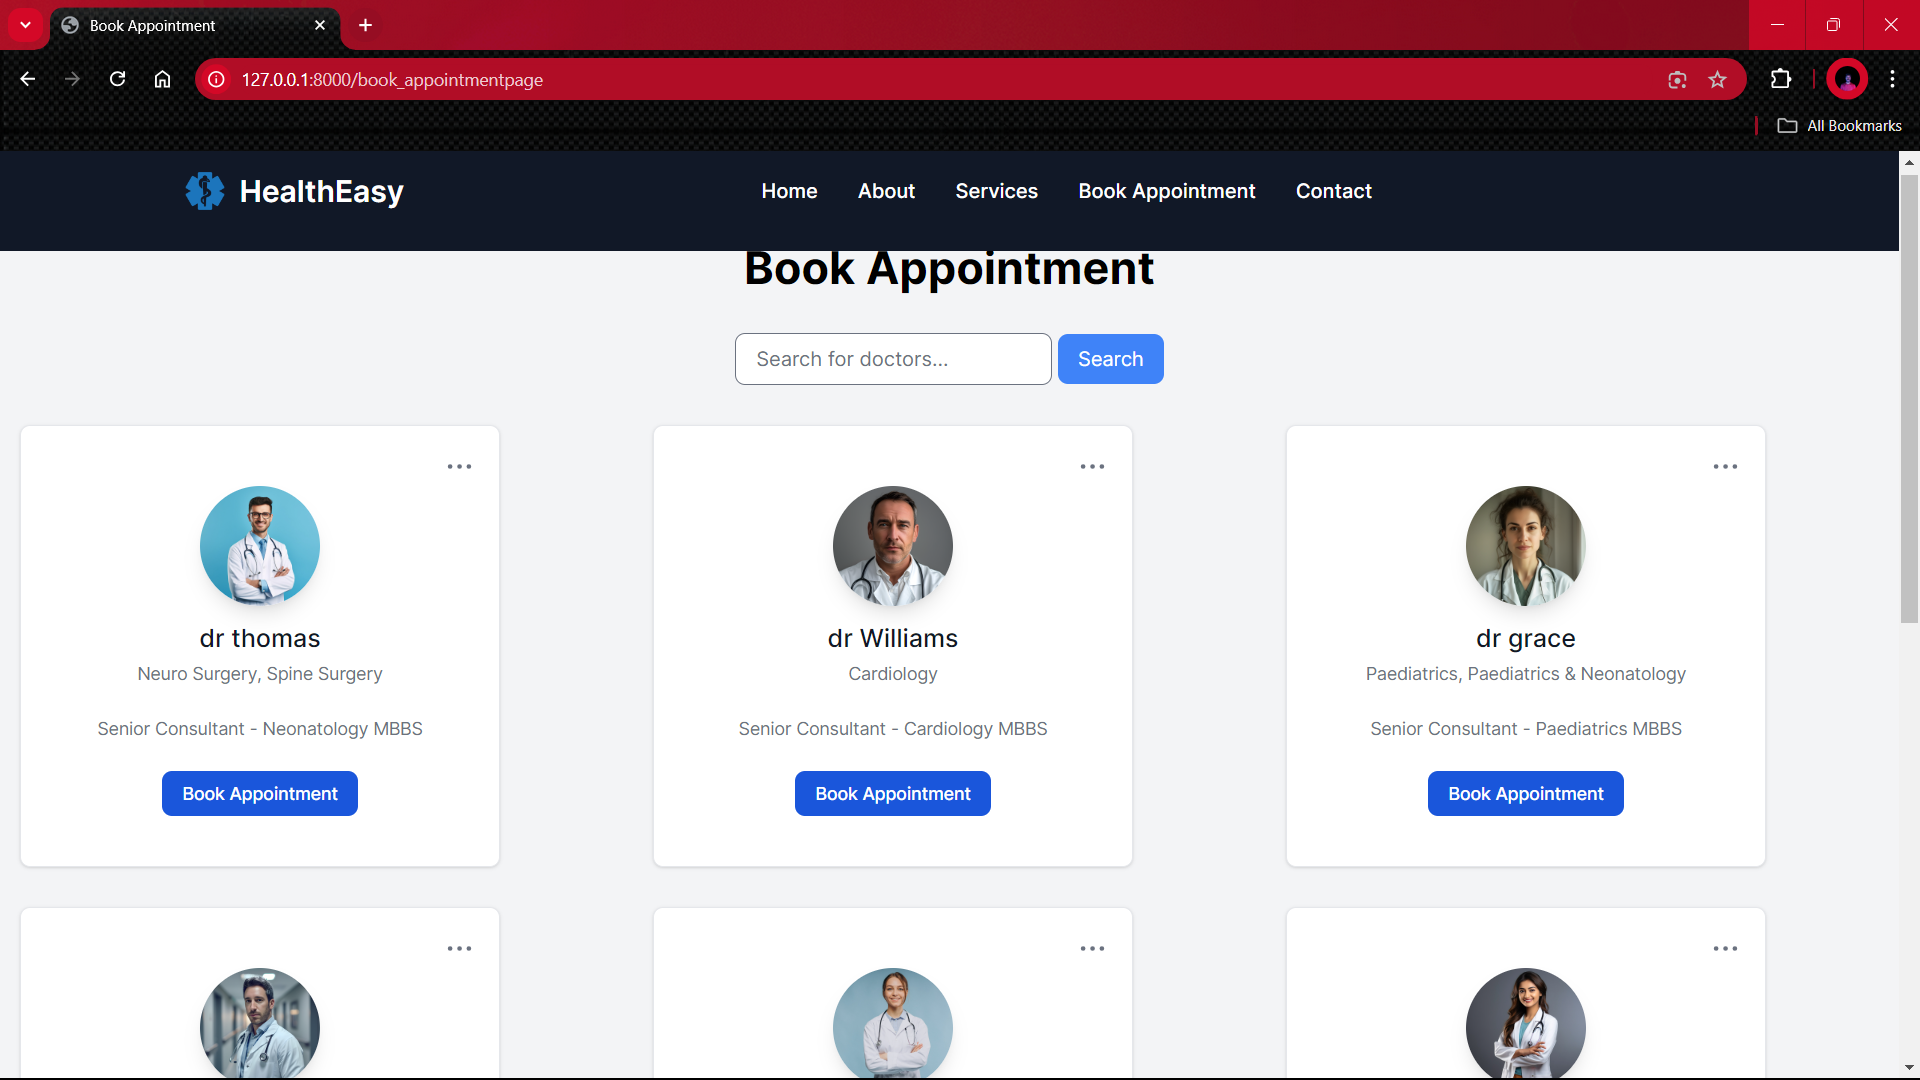 Book Appointment
127.0.0.1:8000/book_appointmentpage
All Bookmarks
HealthEasy
Home About Services Book Appointment Contact
Book Appointment
Search for doctors... Search
dr thomas
Neuro Surgery, Spine Surgery
Senior Consultant - Neonatology MBBS
Book Appointment
dr Williams
Cardiology
Senior Consultant - Cardiology MBBS
Book Appointment
dr grace
Paediatrics, Paediatrics & Neonatology
Senior Consultant - Paediatrics MBBS
Book Appointment